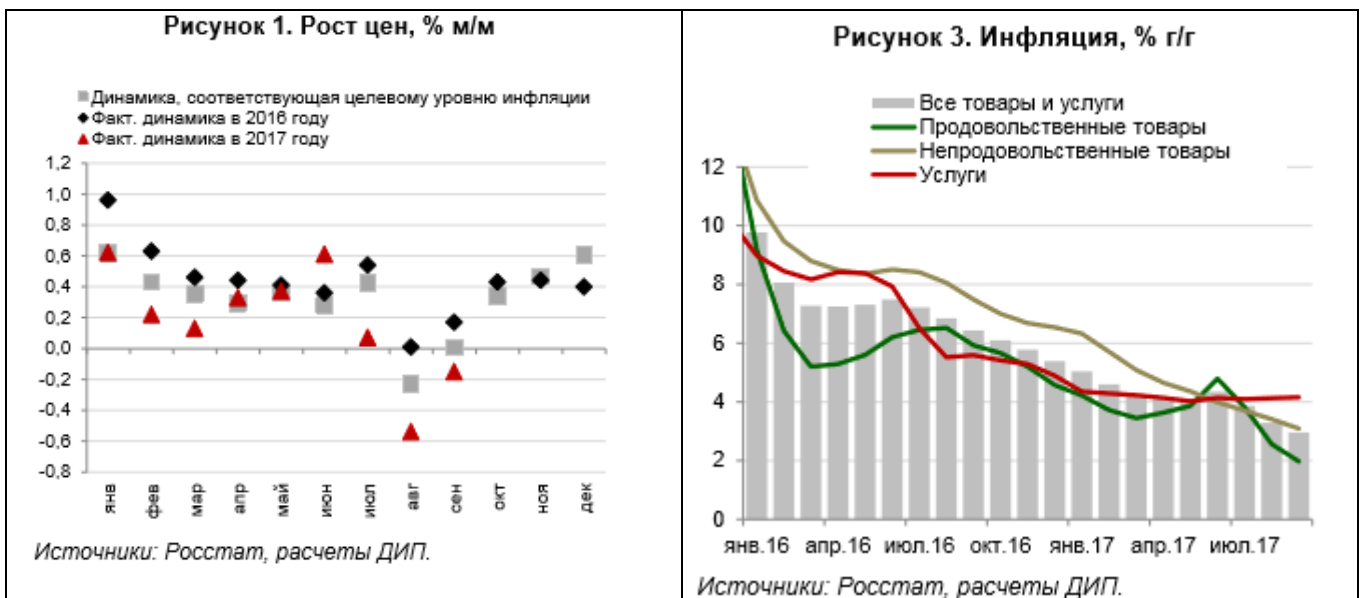 Рисунок 1. Рост цен, % м/м
Динамика, соответствующая целевому уровню инфляции
Факт. динамика в 2016 году
Факт. динамика в 2017 году
1,2
1,0
0,8
0,6
0,4
0,2
0,0
-0,2
-0,4
-0,6
-0,8
янв
фев
мар
апр
май
июн
июл
авг
сен
окт
ноя
дек
Источники: Росстат, расчеты ДИП.
Рисунок 3. Инфляция, % г/г
Все товары и услуги
Продовольственные товары
Непродовольственные товары
Услуги
12
10
8
6
4
2
0
янв.16 апр.16 июл.16 окт.16 янв.17 апр.17 июл.17
Источники: Росстат, расчеты ДИП.